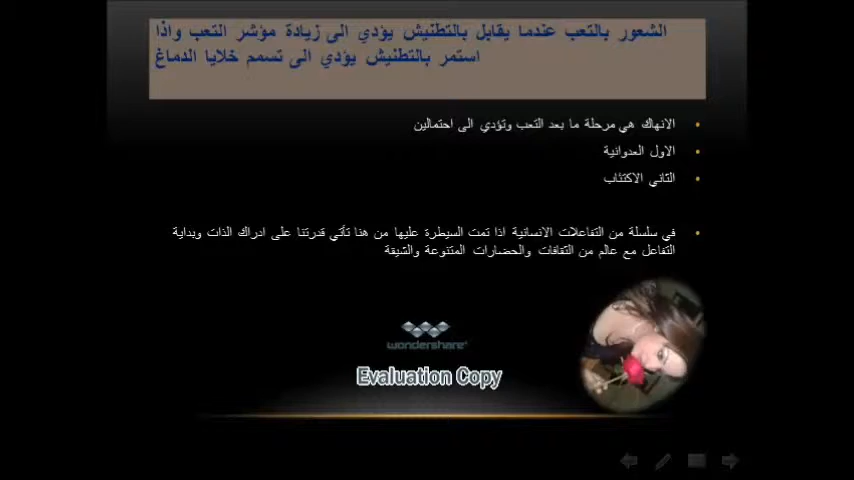 الشعور بالتعب عندما يقابل بالتطنيش يؤدي الى زيادة مؤشر التعب واذا
استمر بالتطنيش يؤدي الى تسمم خلايا الدماغ
الانهاك هي مرحلة ما بعد التعب وتؤدي الى احتمالين
الاول العدوانية
الثاني الاكتئاب
في سلسلة من التفاعلات الانسانية اذا تمت السيطرة عليها من هنا تأتي قدرتنا على ادراك الذات وبداية
التفاعل مع عالم من الثقافات والحضارات المتنوعة والشيقة
wondershare
Evaluation Copy